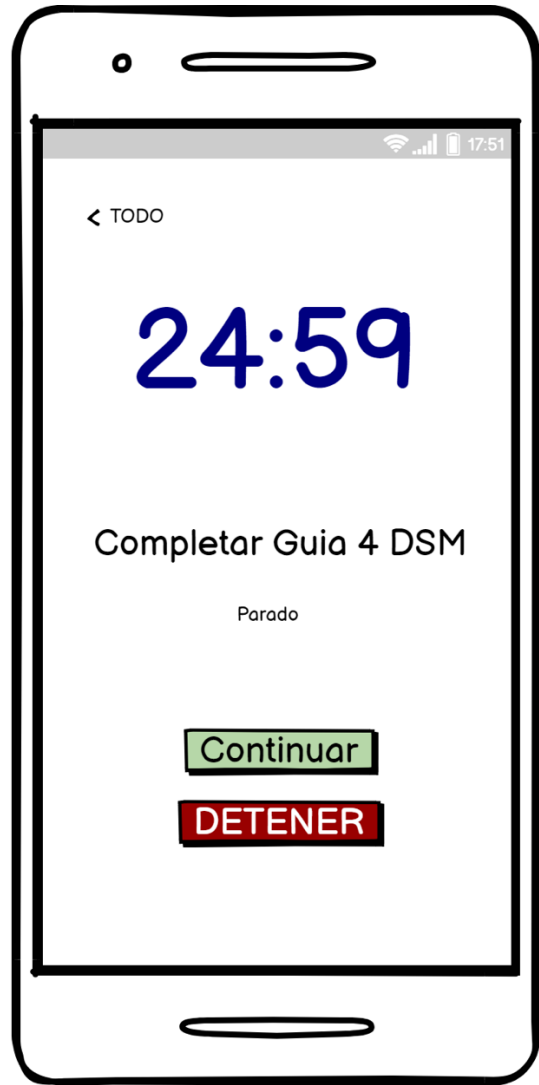 17:51
< TODO
24:59
Completar Guia 4 DSM
Parado
Continuar
DETENER